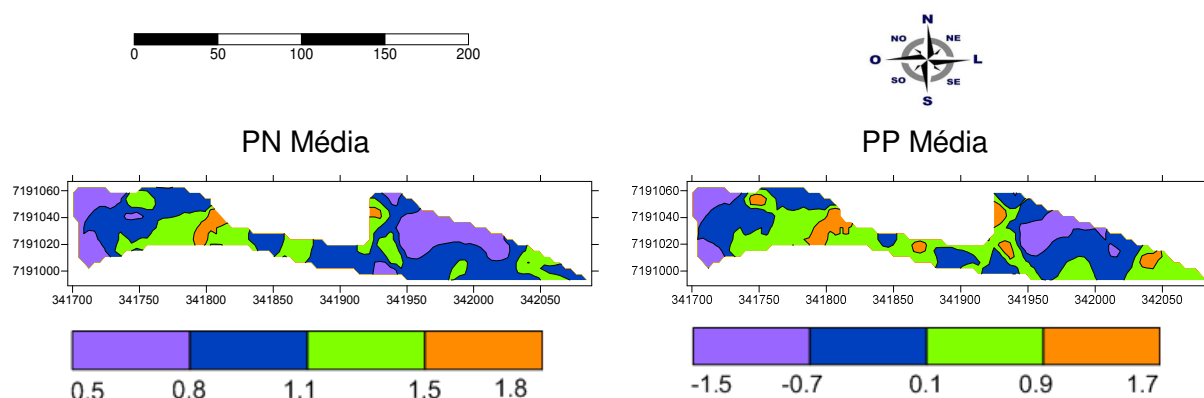 0 50 100 150 200
N
NO NE
O L
SO SE
S
PN Média
7191060
7191040
7191020
7191000
341700 341750 341800 341850 341900 341950 342000 342050
0.5 0.8 1.1 1.5 1.8
PP Média
7191060
7191040
7191020
7191000
341700 341750 341800 341850 341900 341950 342000 342050
-1.5 -0.7 0.1 0.9 1.7